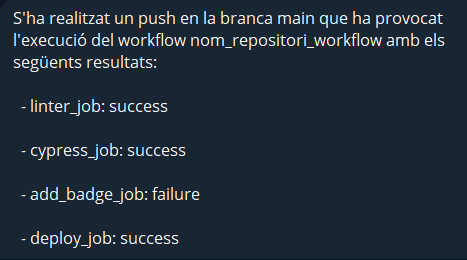 S'ha realitzat un push en la branca main que ha provocat
l'execució del workflow nom_repositori_workflow amb els
següents resultats:
- linter_job: success
- cypress_job: success
- add_badge_job: failure
- deploy_job: success